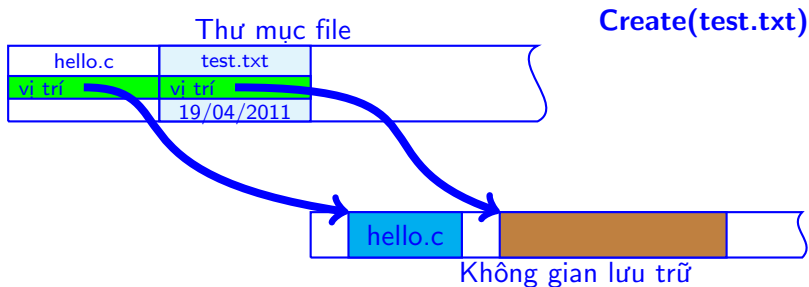 Create(test.txt)
Thư mục file
hello.c
test.txt
vị trí
vị trí
19/04/2011
hello.c
Không gian lưu trữ